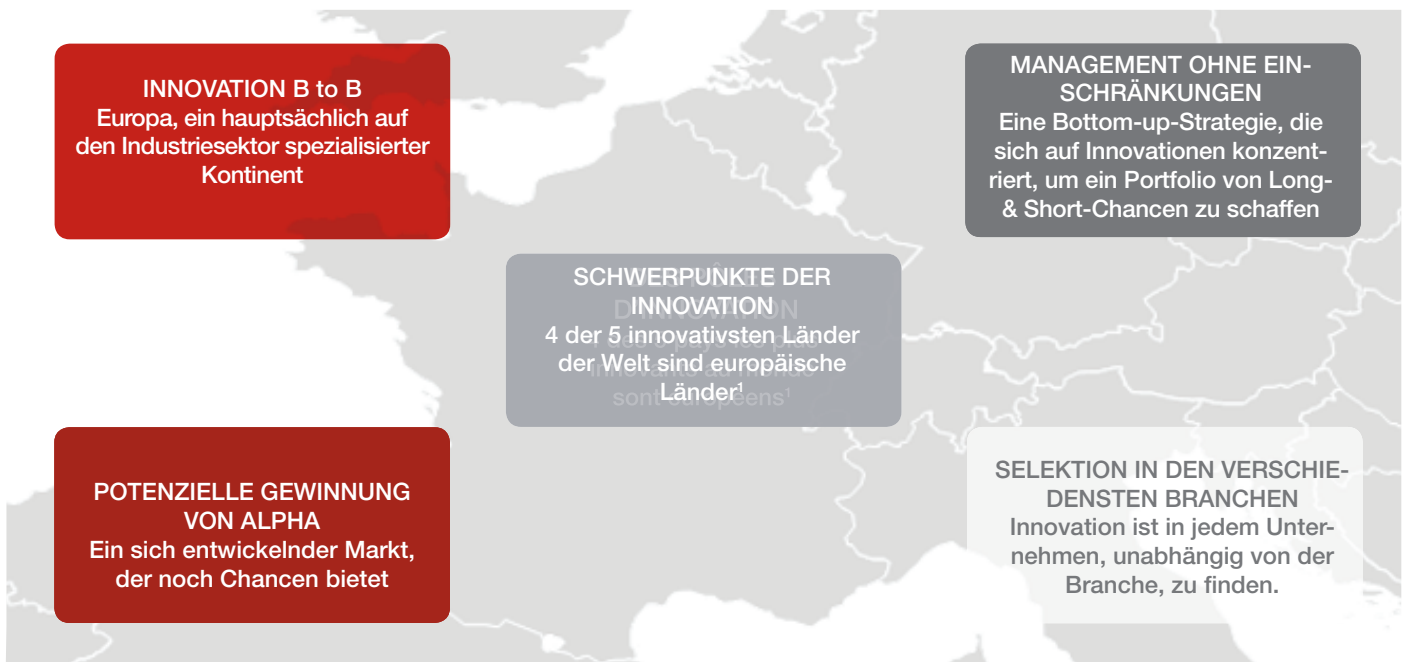 INNOVATION B to B
Europa, ein hauptsächlich auf
den Industriesektor spezialisierter
Kontinent
MANAGEMENT OHNE EIN-
SCHRÄNKUNGEN
Eine Bottom-up-Strategie, die
sich auf Innovationen konzent-
riert, um ein Portfolio von Long-
& Short-Chancen zu schaffen
SCHWERPUNKTE DER
INNOVATION
4 der 5 innovativsten Länder
der Welt sind europäische
Länder¹
POTENZIELLE GEWINNUNG
VON ALPHA
Ein sich entwickelnder Markt,
der noch Chancen bietet
SELEKTION IN DEN VERSCHIE-
DENSTEN BRANCHEN
Innovation ist in jedem Unter-
nehmen, unabhängig von der
Branche, zu finden.